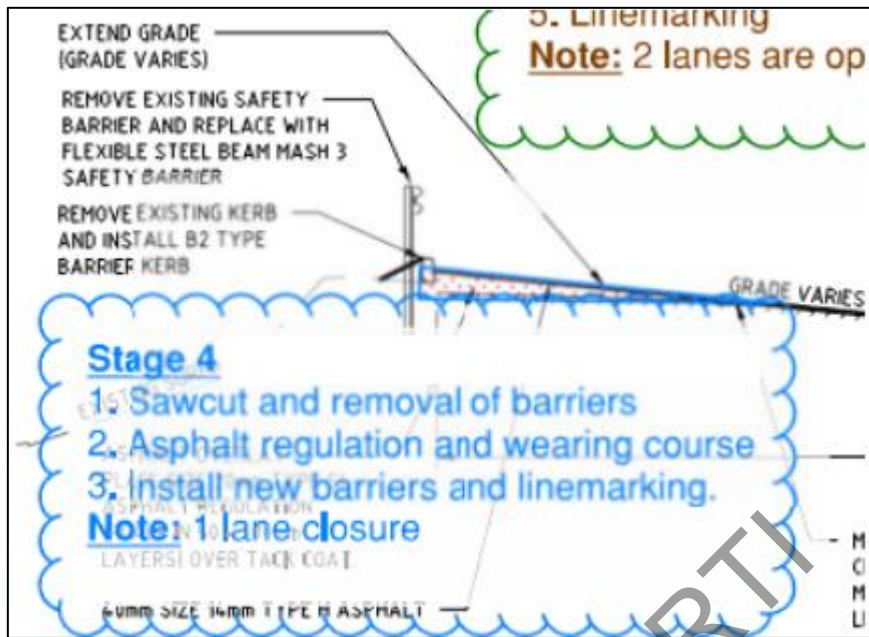 5. Linemarking
Note: 2 lanes are op
EXTEND GRADE
(GRADE VARIES)
REMOVE EXISTING SAFETY
BARRIER AND REPLACE WITH
FLEXIBLE STEEL BEAM MASH 3
SAFETY BARRIER
REMOVE EXISTING KERB
AND INSTALL B2 TYPE
BARRIER KERB
GRADE VARIES
Stage 4
1. Sawcut and removal of barriers
2. Asphalt regulation and wearing course
3. Install new barriers and linemarking.
Note: 1 lane closure
ASPHALT REGULATION
LAYERS) OVER TACK COAT.
40mm SIZE 14mm TYPE H ASPHALT
M
C
M
L
RTI